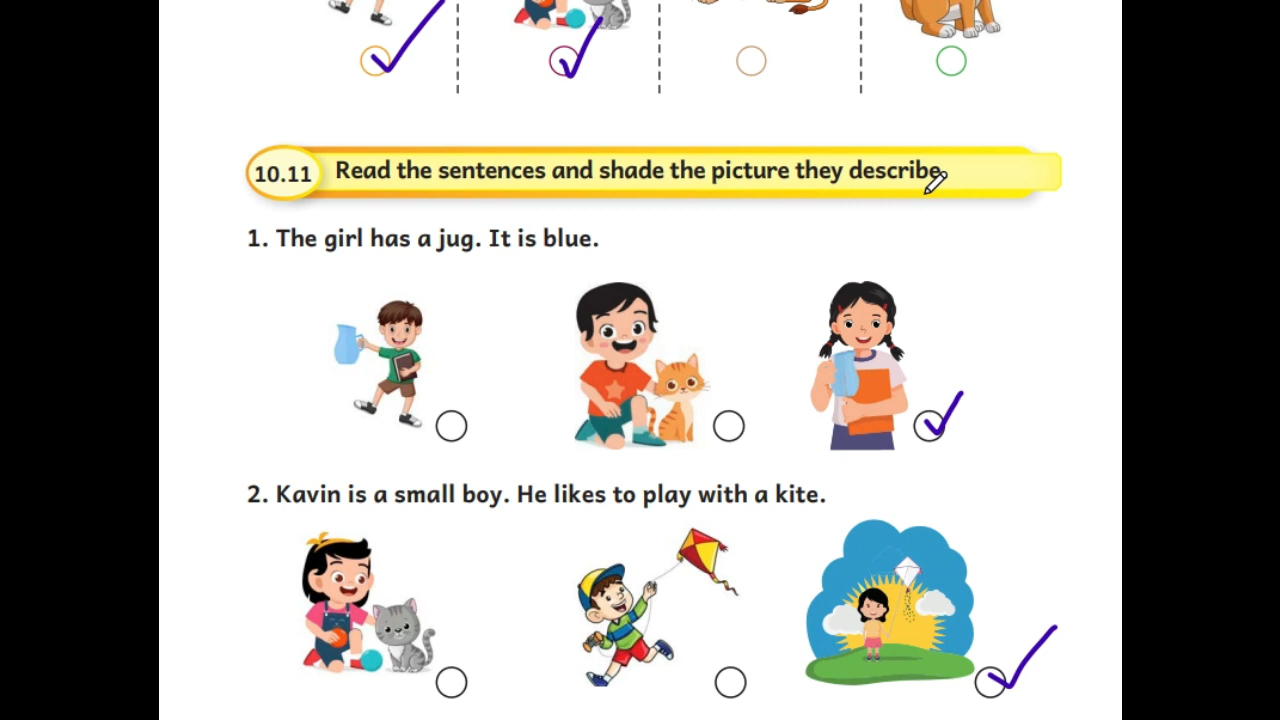 10.11 Read the sentences and shade the picture they describe
1. The girl has a jug. It is blue.
2. Kavin is a small boy. He likes to play with a kite.